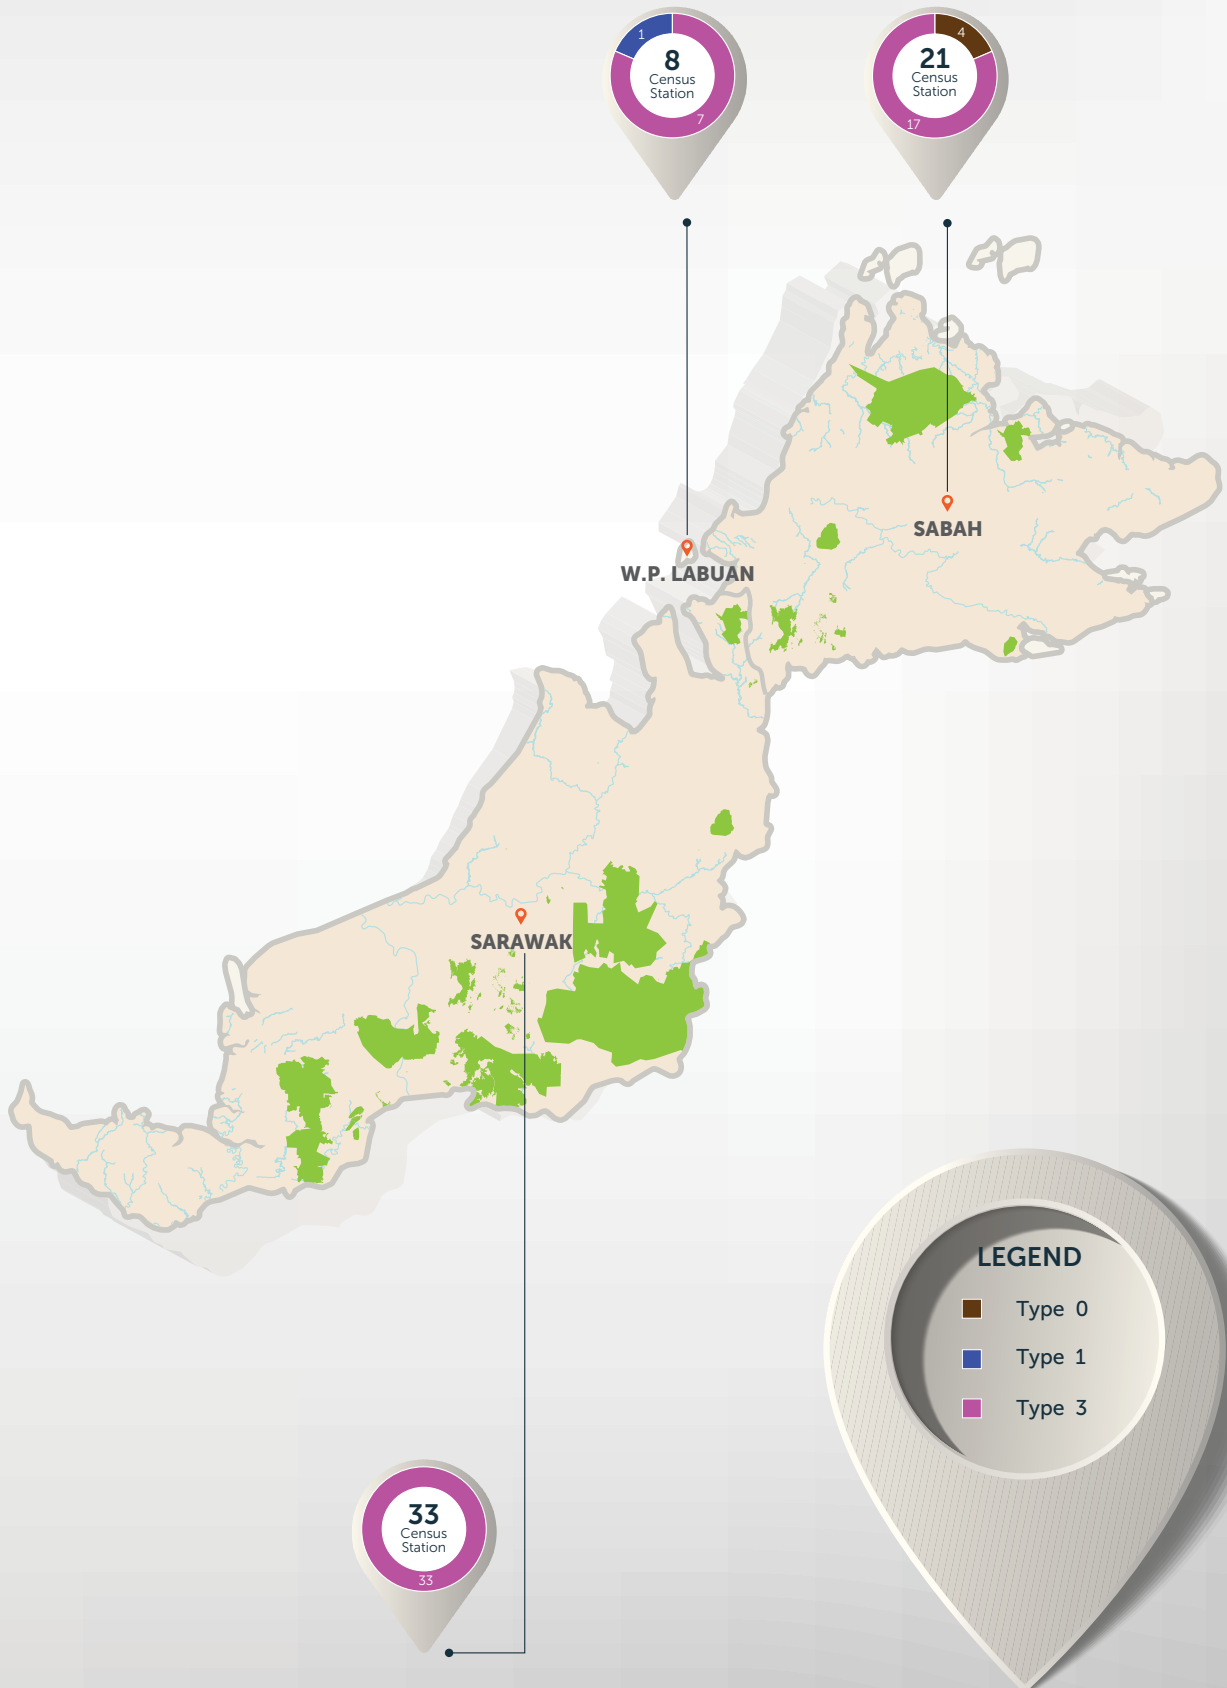 1
8
Census
Station
7
4
21
Census
Station
17
SABAH
W.P. LABUAN
SARAWAK
LEGEND
Type 0
Type 1
Type 3
33
Census
Station
33